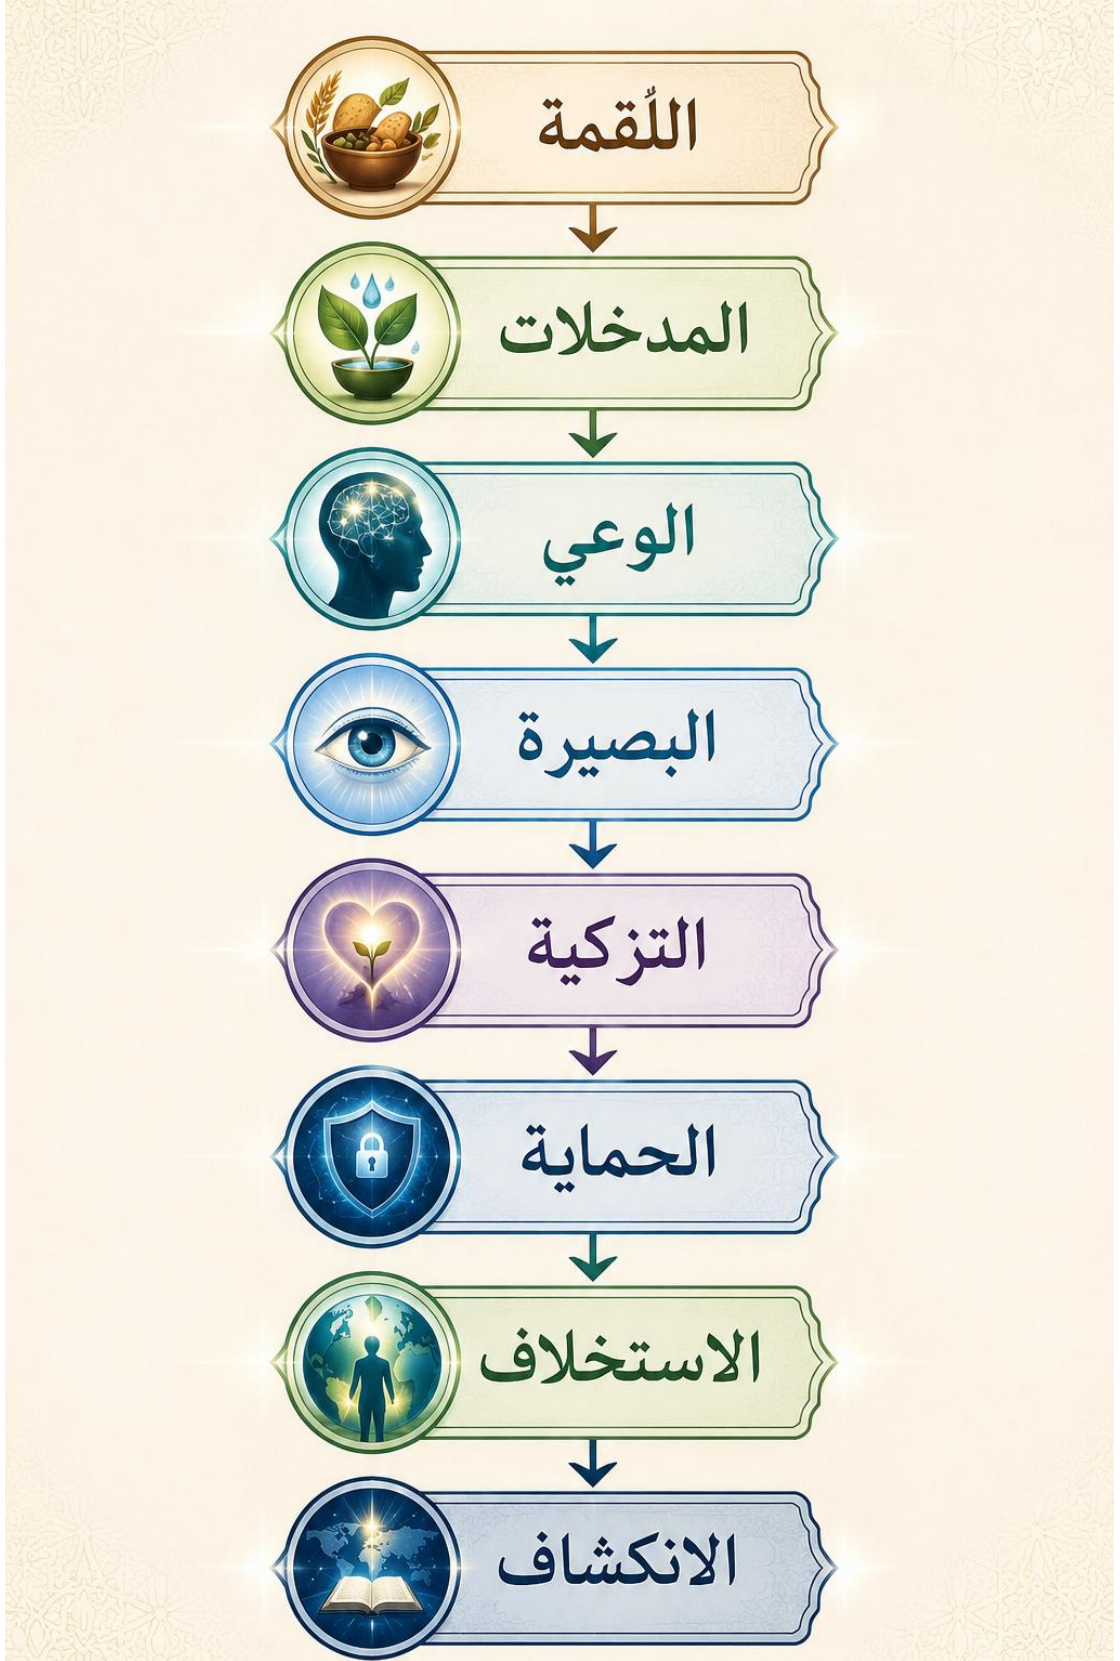 اللُّقمة
المدخلات
الوعي
البصيرة
التزكية
الحماية
الاستخلاف
الانكشاف